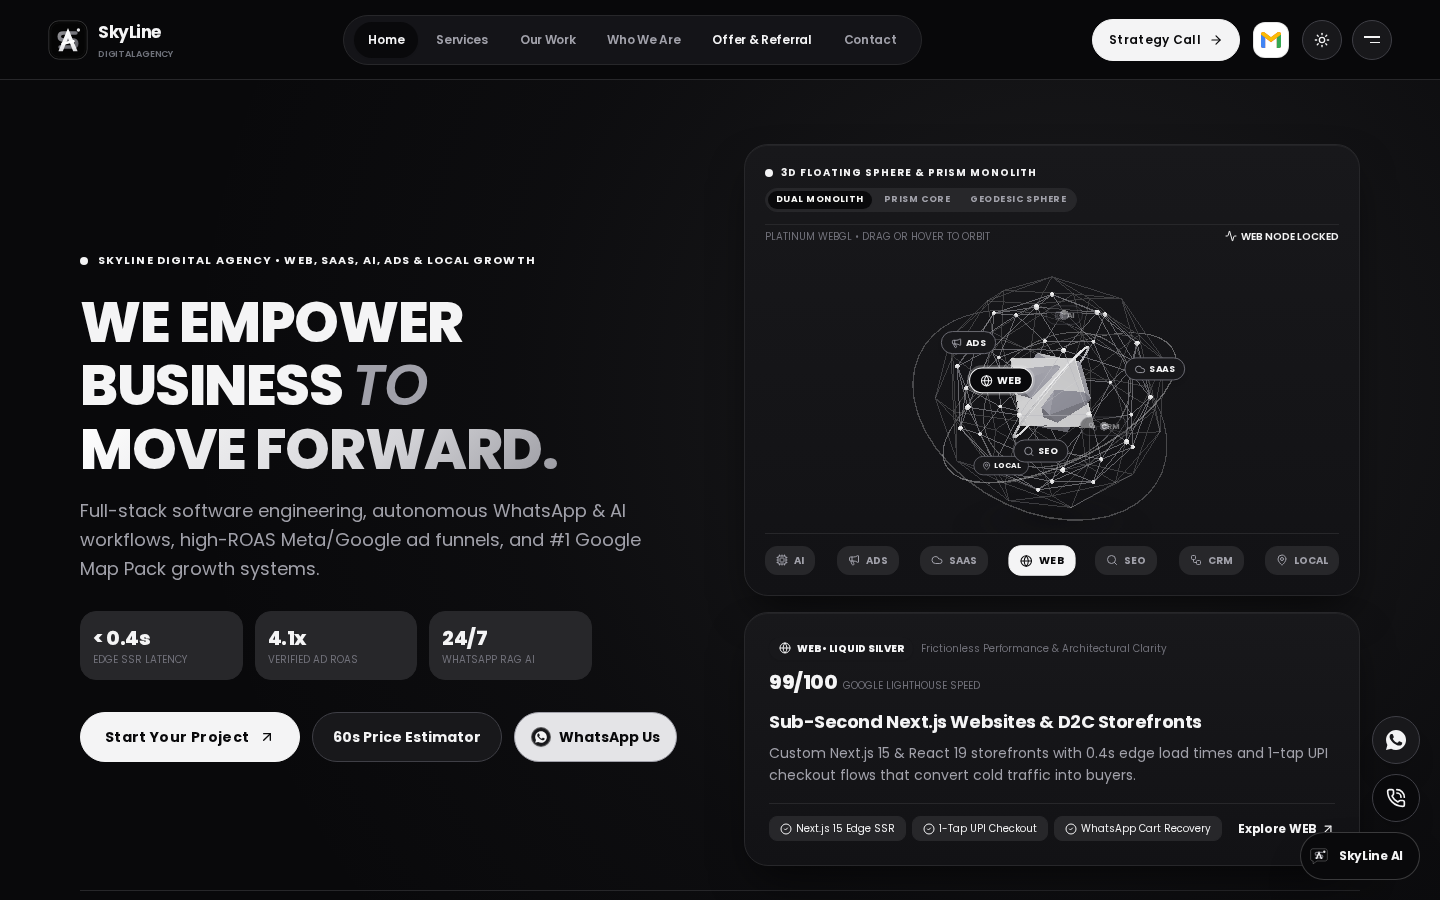 SkyLine
DIGITAL AGENCY
Home
Services
Our Work
Who We Are
Offer & Referral
Contact
Strategy Call
SKYLINE DIGITAL AGENCY • WEB, SAAS, AI, ADS & LOCAL GROWTH
WE EMPOWER
BUSINESS TO
MOVE FORWARD.
Full-stack software engineering, autonomous WhatsApp & AI
workflows, high-ROAS Meta/Google ad funnels, and #1 Google
Map Pack growth systems.
< 0.4s
EDGE SSR LATENCY
4.1x
VERIFIED AD ROAS
24/7
WHATSAPP RAG AI
Start Your Project
60s Price Estimator
WhatsApp Us
3D FLOATING SPHERE & PRISM MONOLITH
DUAL MONOLITH
PRISM CORE
GEODESIC SPHERE
PLATINUM WEBGL • DRAG OR HOVER TO ORBIT
WEB NODE LOCKED
AI
ADS
SAAS
WEB
CRM
SEO
LOCAL
AI
ADS
SAAS
WEB
SEO
CRM
LOCAL
WEB • LIQUID SILVER
Frictionless Performance & Architectural Clarity
99/100 GOOGLE LIGHTHOUSE SPEED
Sub-Second Next.js Websites & D2C Storefronts
Custom Next.js 15 & React 19 storefronts with 0.4s edge load times and 1-tap UPI
checkout flows that convert cold traffic into buyers.
Next.js 15 Edge SSR
1-Tap UPI Checkout
WhatsApp Cart Recovery
Explore WEB
SkyLine AI